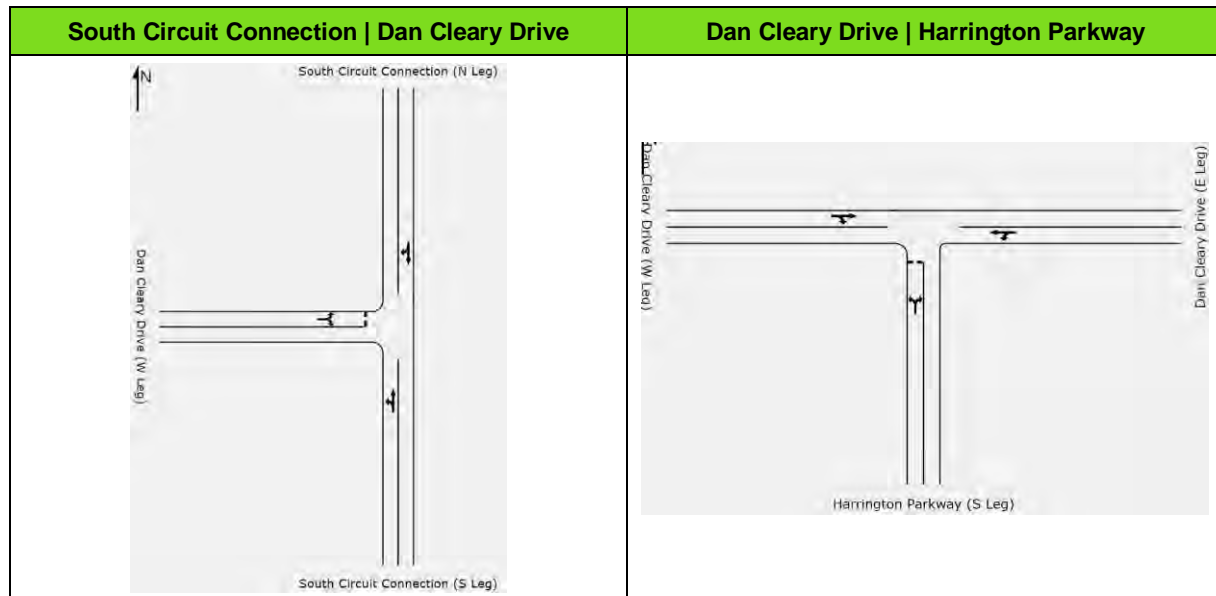 South Circuit Connection | Dan Cleary Drive
Dan Cleary Drive | Harrington Parkway
N
South Circuit Connection (N Leg)
Dan Cleary Drive (W Leg)
South Circuit Connection (S Leg)
Dan Cleary Drive (W Leg)
Dan Cleary Drive (E Leg)
Harrington Parkway (S Leg)